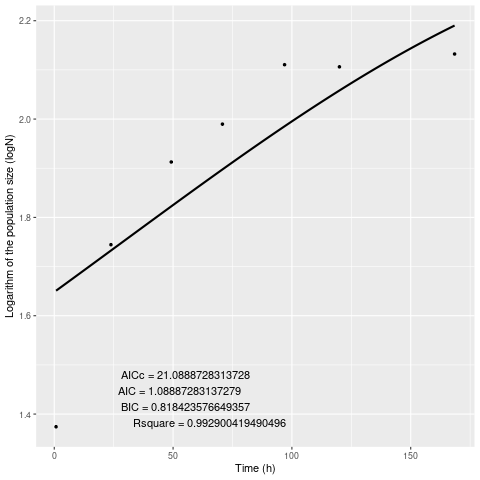 2.2
2.0
1.8
1.6
1.4
Logarithm of the population size (logN)
AICc = 21.0888728313728
AIC = 1.08887283137279
BIC = 0.818423576649357
Rsquare = 0.992900419490496
0 50 100 150
Time (h)